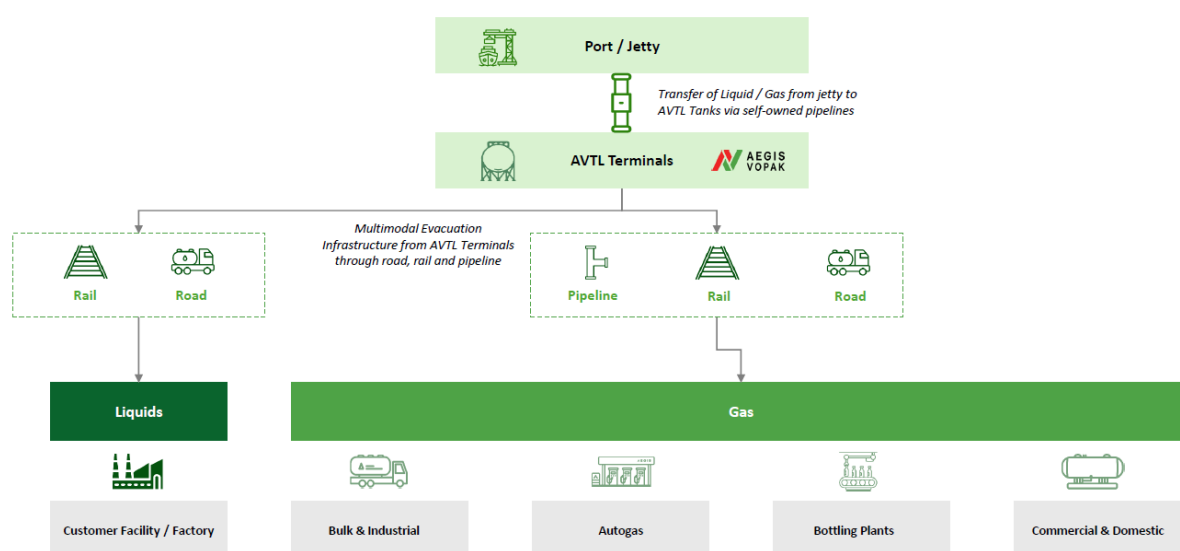 Port / Jetty
Transfer of Liquid / Gas from jetty to
AVTL Tanks via self-owned pipelines
AVTL Terminals
AEGIS
VOPAK
Multimodal Evacuation
Infrastructure from AVTL Terminals
through road, rail and pipeline
Rail
Road
Pipeline
Rail
Road
Liquids
Gas
Customer Facility / Factory
Bulk & Industrial
Autogas
Bottling Plants
Commercial & Domestic